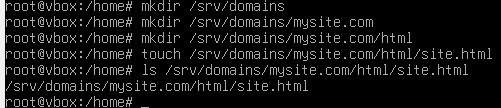 root@vbox:/home# mkdir /srv/domains
root@vbox:/home# mkdir /srv/domains/mysite.com
root@vbox:/home# mkdir /srv/domains/mysite.com/html
root@vbox:/home# touch /srv/domains/mysite.com/html/site.html
root@vbox:/home# ls /srv/domains/mysite.com/html/site.html
/srv/domains/mysite.com/html/site.html
root@vbox:/home# _